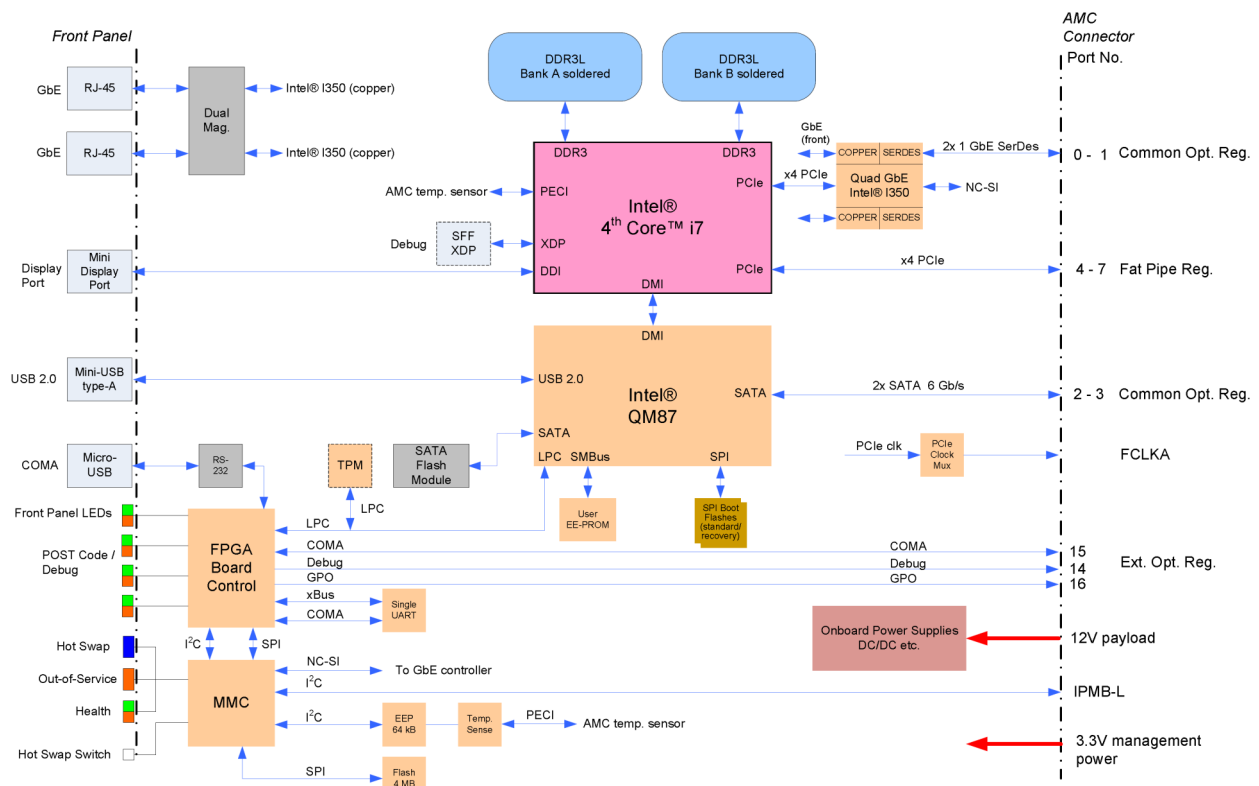 Front Panel
AMC
Connector
Port No.
GbE
RJ-45
Intel® I350 (copper)
Dual
Mag.
GbE
RJ-45
Intel® I350 (copper)
DDR3L
Bank A soldered
DDR3L
Bank B soldered
DDR3
DDR3
GbE
(front)
COPPER
SERDES
2x 1 GbE SerDes
0 - 1
Common Opt. Reg.
AMC temp. sensor
PECI
PCIe
x4 PCIe
Quad GbE
Intel® I350
NC-SI
COPPER
SERDES
Intel®
4th Core™ i7
Debug
SFF
XDP
XDP
Display
Port
Mini
Display
Port
DDI
PCIe
x4 PCIe
4 - 7
Fat Pipe Reg.
DMI
DMI
USB 2.0
Mini-USB
type-A
USB 2.0
Intel®
QM87
SATA
2x SATA 6 Gb/s
2 - 3
Common Opt. Reg.
SATA
LPC
SMBus
SPI
COMA
Micro-
USB
RS-
232
TPM
SATA
Flash
Module
PCIe clk
PCIe
Clock
Mux
FCLKA
LPC
User
EE-PROM
SPI Boot
Flashes
(standard/
recovery)
Front Panel LEDs
LPC
FPGA
Board
Control
POST Code /
Debug
COMA
COMA
15
Debug
Debug
14
Ext. Opt. Reg.
GPO
GPO
16
xBus
COMA
Single
UART
Onboard Power Supplies
DC/DC etc.
12V payload
I2C
SPI
Hot Swap
Out-of-Service
Health
Hot Swap Switch
MMC
NC-SI
To GbE controller
I2C
IPMB-L
I2C
EEP
64 kB
Temp.
Sense
PECI
AMC temp. sensor
3.3V management
power
SPI
Flash
4 MB